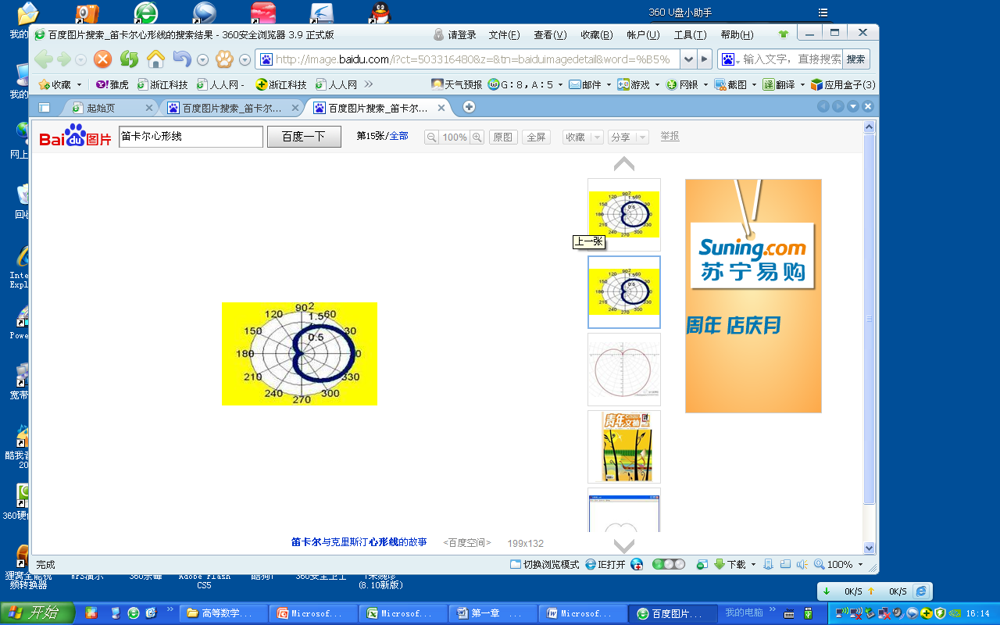 360 U盘小助手
百度图片搜索_笛卡尔心形线的搜索结果 - 360安全浏览器 3.9 正式版
请登录 文件(F) 查看(V) 收藏(B) 帐户(U) 工具(T) 帮助(H)
http://image.baidu.com/i?ct=503316480&z=&tn=baiduimagedetail&word=%B5%
输入文字，直接搜索 搜索
收藏 雅虎 浙江科技 人人网 - 浙江科技 人人网 天气预报 G：8，A：5 邮件 游戏 网银 截图 翻译 应用盒子(3)
起始页 百度图片搜索_笛卡尔... 百度图片搜索_笛卡尔...
Bai du 图片 笛卡尔心形线 百度一下 第15张/全部 100% 原图 全屏 收藏 分享 举报
90 2
120 1.5 60
150 30
0.5
180 0
210 330
240 300
270
上一张
青年文摘
Suning.com
苏宁易购
周年 店庆月
笛卡尔与克里斯汀心形线的故事 <百度空间> 199x132
完成 切换浏览模式 IE打开 下载 100%
我的
我的
网上
回收
Inte
Expl
Powe
宽带
酷我音
20
360硬
狸窝全能视
频转换器
WPS演示
360杀毒
Adobe Flash
CS5
酷狗
360安全卫士
(8.10新版)
0K/S 0K/S
开始 高等数学... Microsof... Microsof... 第一章 ... Microsof... 百度图片... 我的电脑 16:14